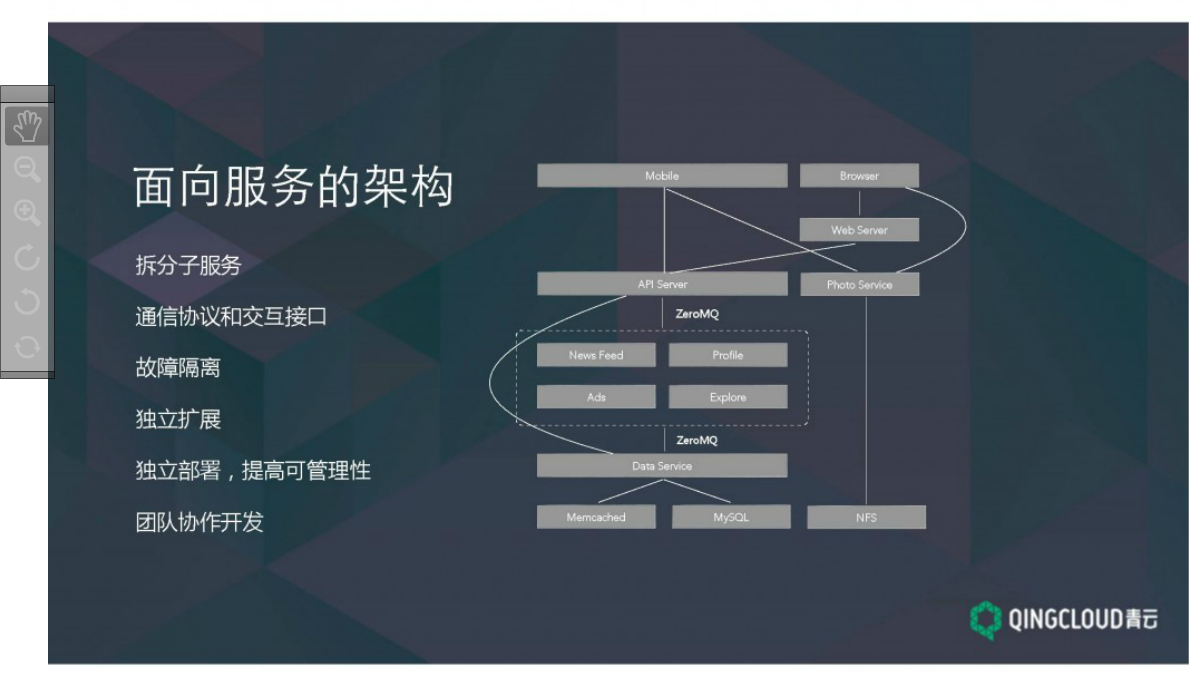 面向服务的架构
拆分子服务
通信协议和交互接口
故障隔离
独立扩展
独立部署，提高可管理性
团队协作开发
Mobile
Browser
Web Server
API Server
Photo Service
ZeroMQ
News Feed
Profile
Ads
Explore
ZeroMQ
Data Service
Memcached
MySQL
NFS
QINGCLOUD青云